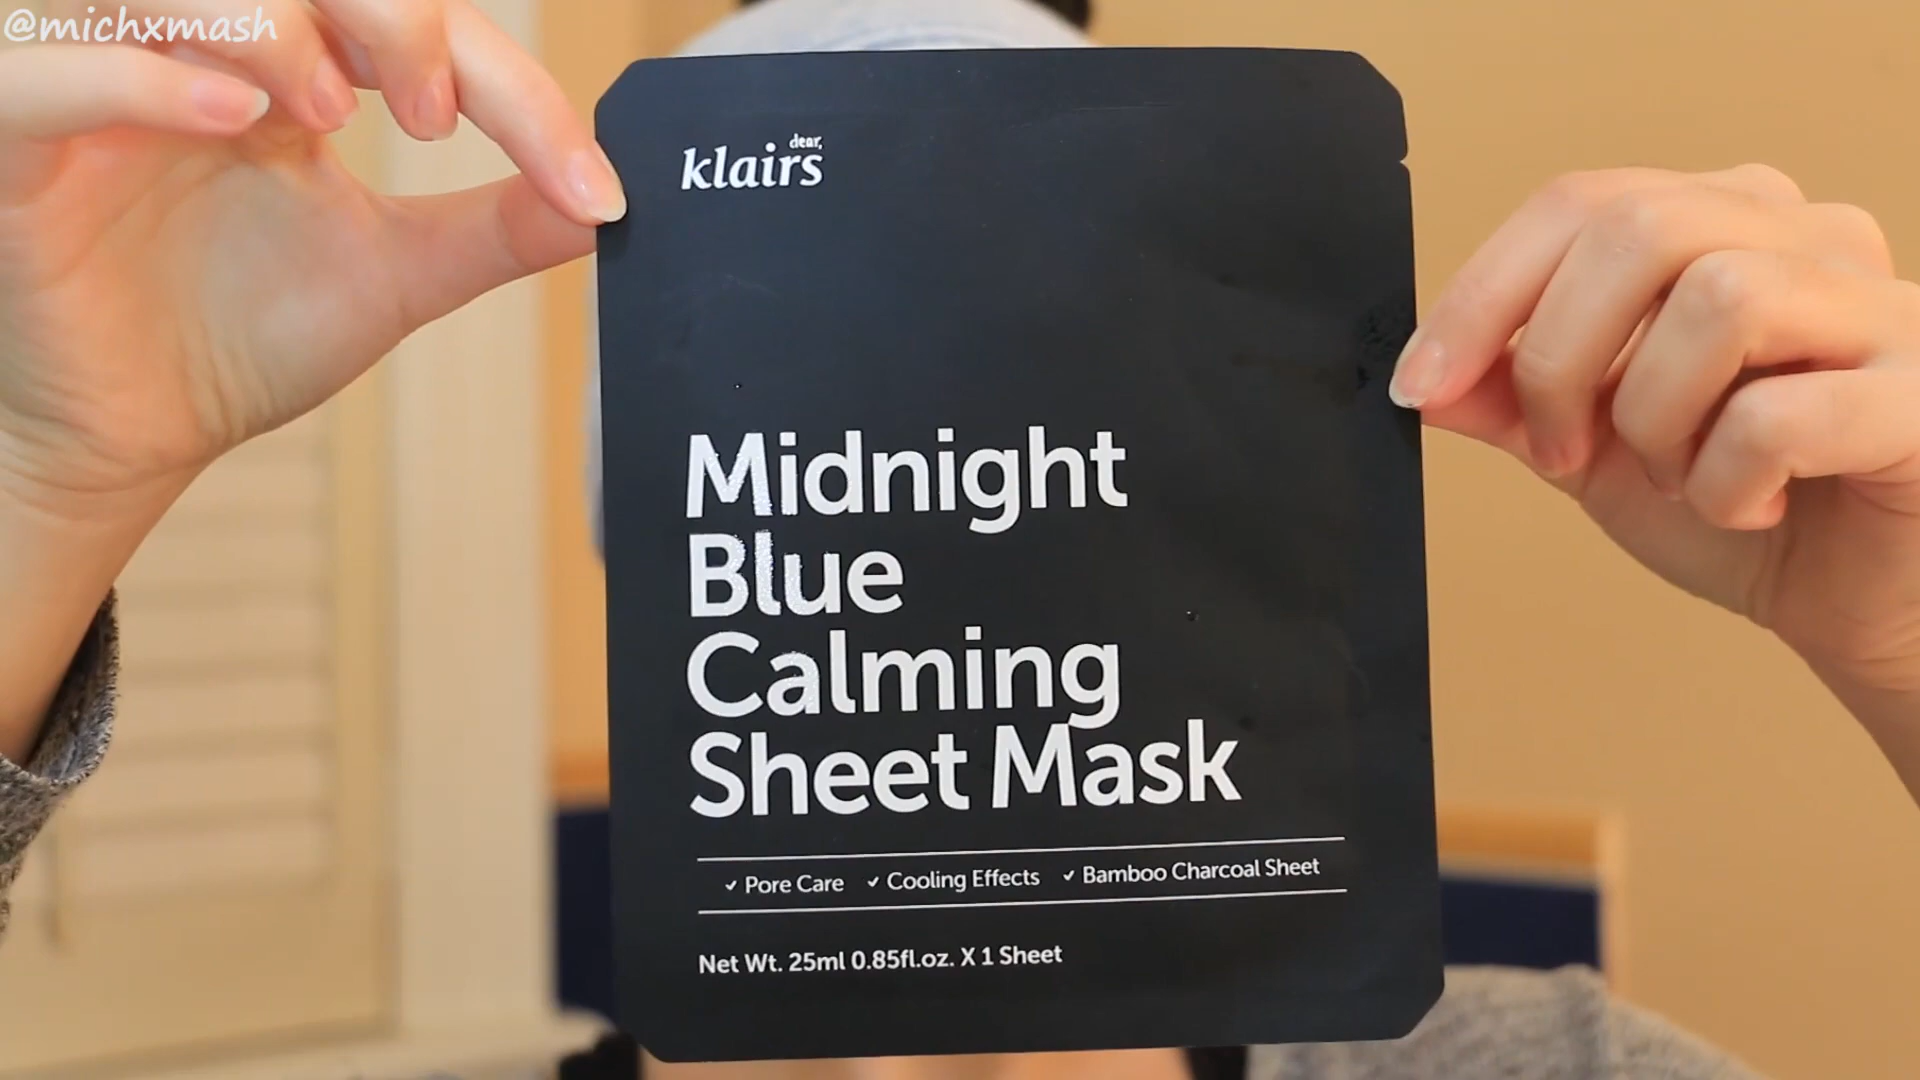 @michxmash
dear,
klairs
Midnight
Blue
Calming
Sheet Mask
✓ Pore Care ✓ Cooling Effects ✓ Bamboo Charcoal Sheet
Net Wt. 25ml 0.85fl.oz. X 1 Sheet